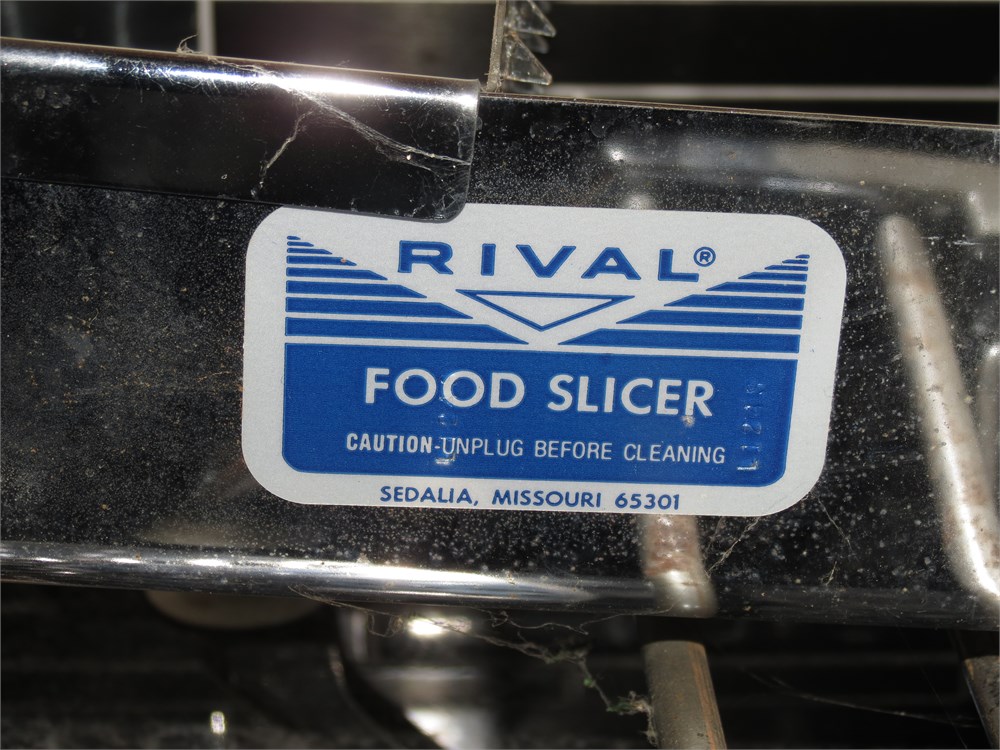 RIVAL®
FOOD SLICER
CAUTION-UNPLUG BEFORE CLEANING
SEDALIA, MISSOURI 65301